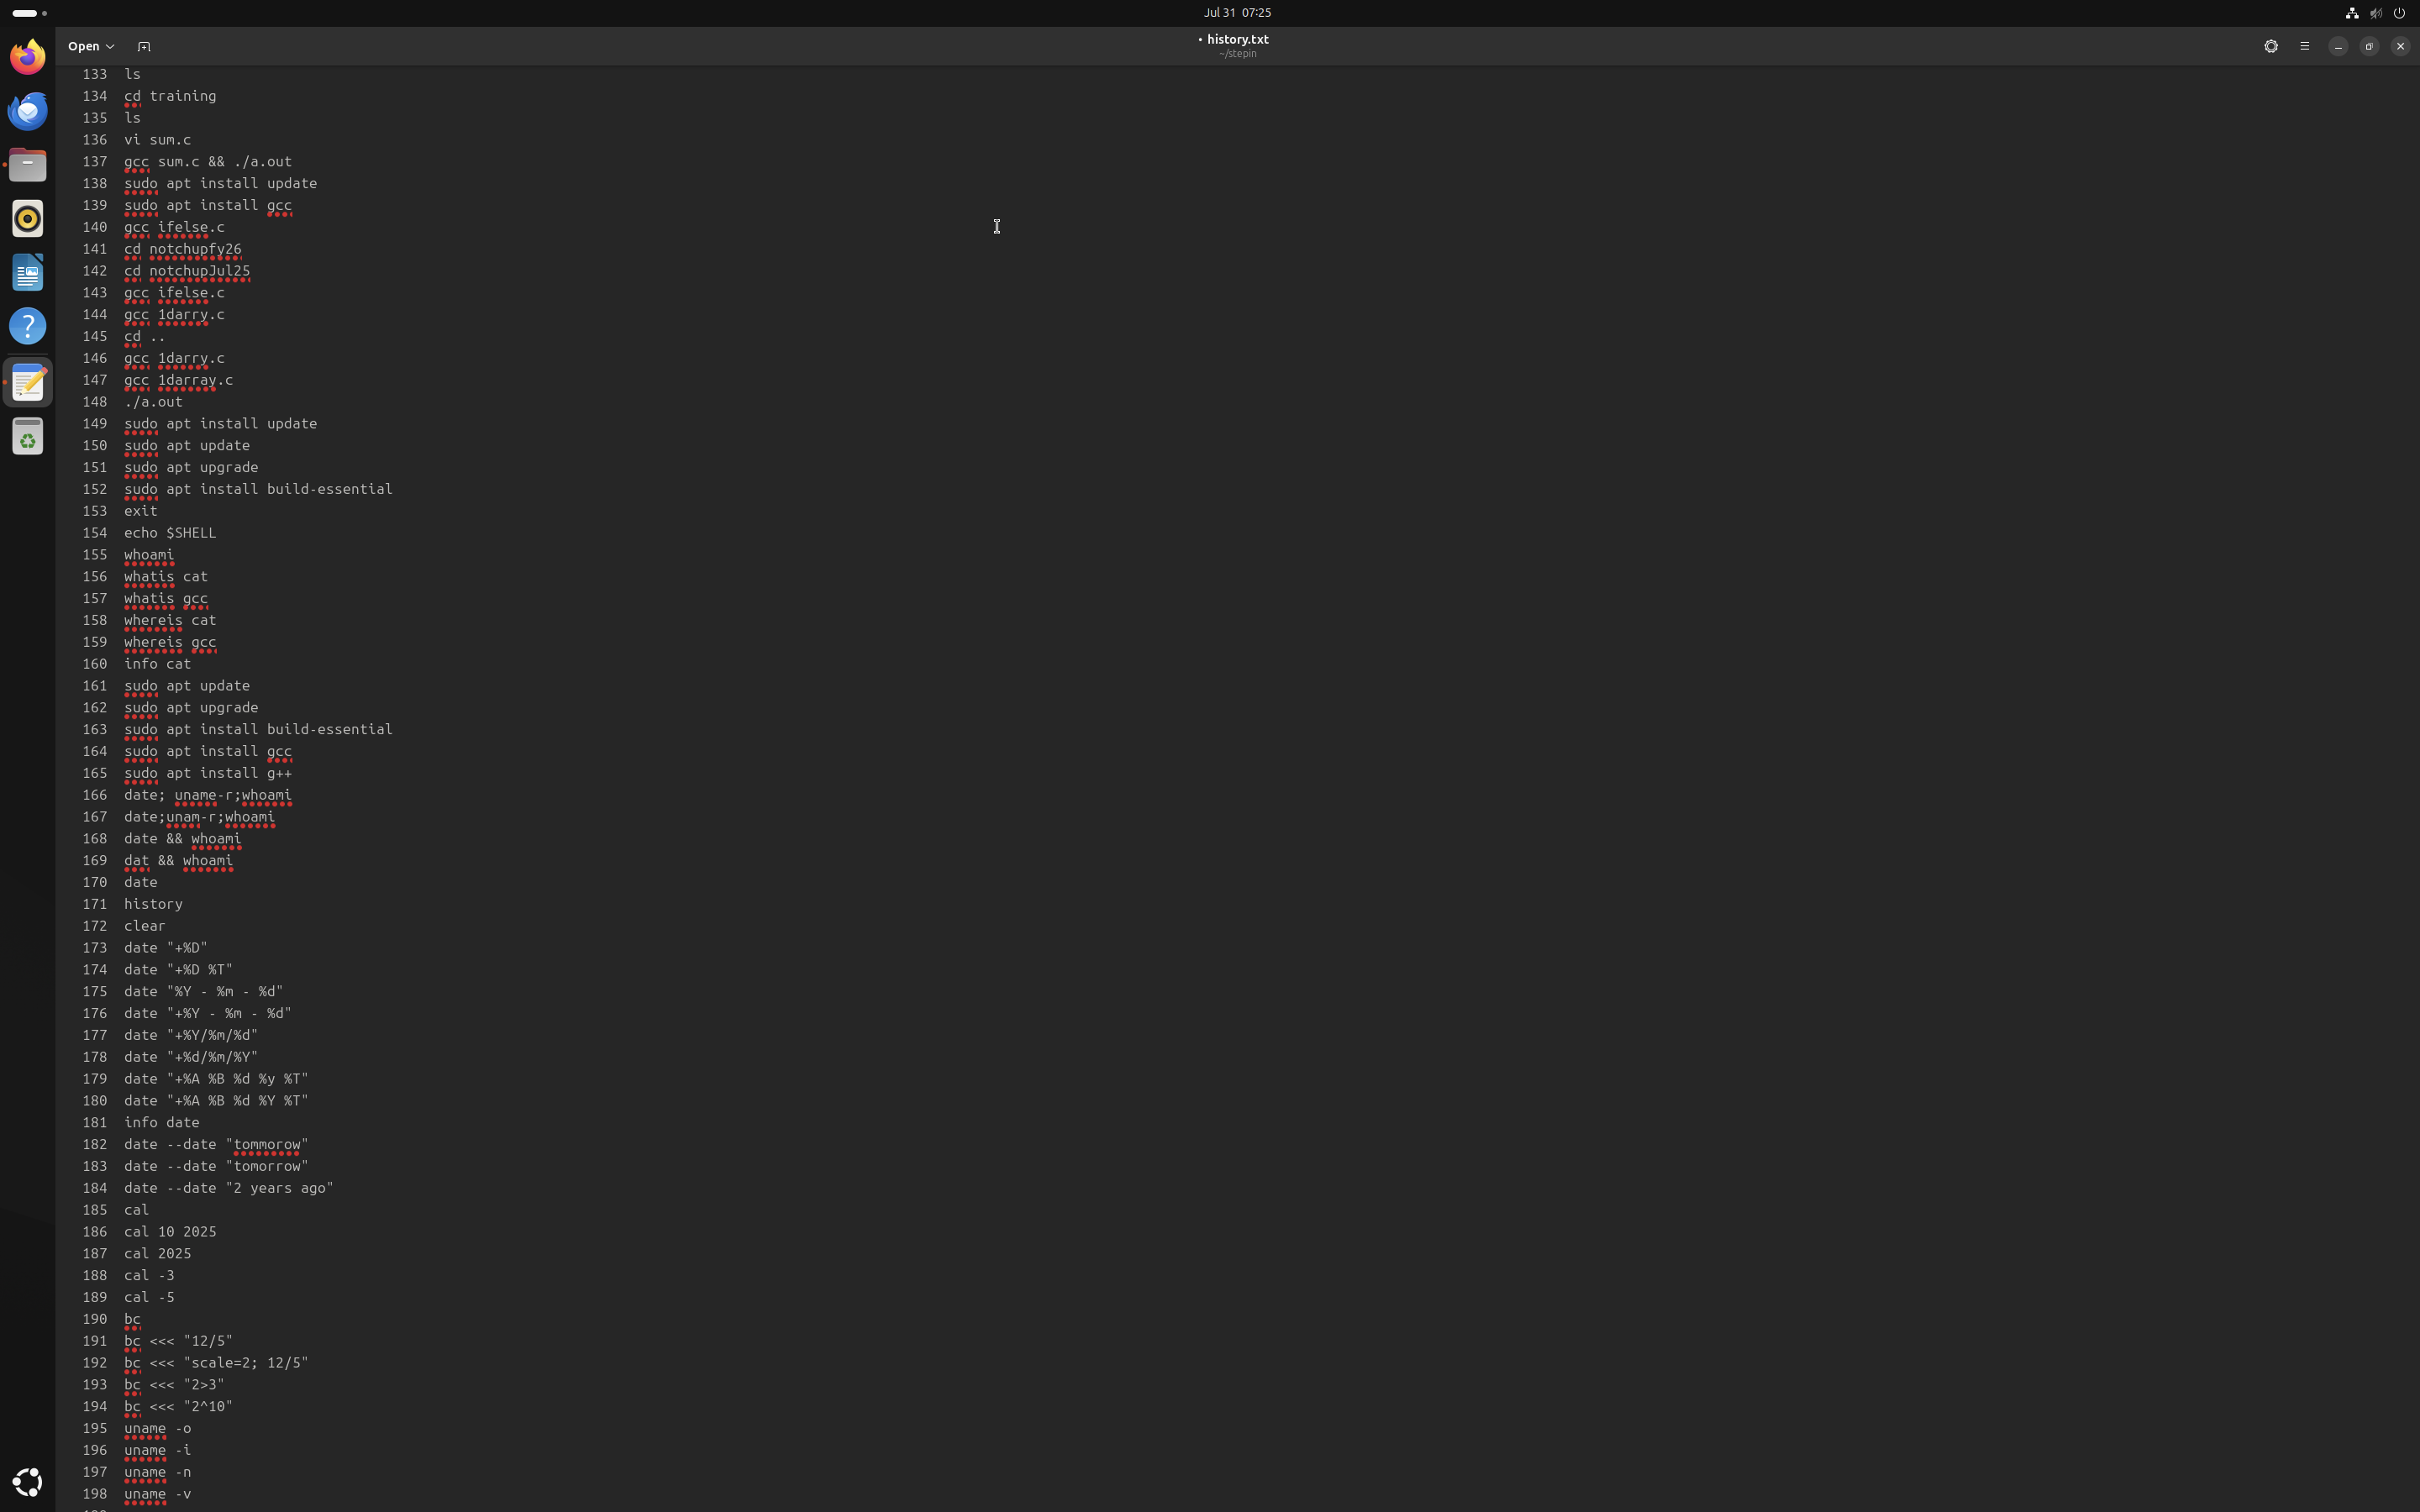 Jul 31 07:25
Open
• history.txt
~/stepin
133 ls
134 cd training
135 ls
136 vi sum.c
137 gcc sum.c && ./a.out
138 sudo apt install update
139 sudo apt install gcc
140 gcc ifelse.c
141 cd notchupfy26
142 cd notchupJul25
143 gcc ifelse.c
144 gcc 1darry.c
145 cd ..
146 gcc 1darry.c
147 gcc 1darray.c
148 ./a.out
149 sudo apt install update
150 sudo apt update
151 sudo apt upgrade
152 sudo apt install build-essential
153 exit
154 echo $SHELL
155 whoami
156 whatis cat
157 whatis gcc
158 whereis cat
159 whereis gcc
160 info cat
161 sudo apt update
162 sudo apt upgrade
163 sudo apt install build-essential
164 sudo apt install gcc
165 sudo apt install g++
166 date; uname-r;whoami
167 date;unam-r;whoami
168 date && whoami
169 dat && whoami
170 date
171 history
172 clear
173 date "+%D"
174 date "+%D %T"
175 date "%Y - %m - %d"
176 date "+%Y - %m - %d"
177 date "+%Y/%m/%d"
178 date "+%d/%m/%Y"
179 date "+%A %B %d %y %T"
180 date "+%A %B %d %Y %T"
181 info date
182 date --date "tommorow"
183 date --date "tomorrow"
184 date --date "2 years ago"
185 cal
186 cal 10 2025
187 cal 2025
188 cal -3
189 cal -5
190 bc
191 bc <<< "12/5"
192 bc <<< "scale=2; 12/5"
193 bc <<< "2>3"
194 bc <<< "2^10"
195 uname -o
196 uname -i
197 uname -n
198 uname -v